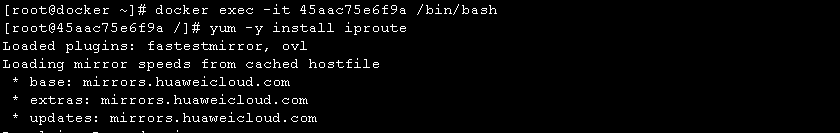 [root@docker ~]# docker exec -it 45aac75e6f9a /bin/bash
[root@45aac75e6f9a /]# yum -y install iproute
Loaded plugins: fastestmirror, ovl
Loading mirror speeds from cached hostfile
 * base: mirrors.huaweicloud.com
 * extras: mirrors.huaweicloud.com
 * updates: mirrors.huaweicloud.com